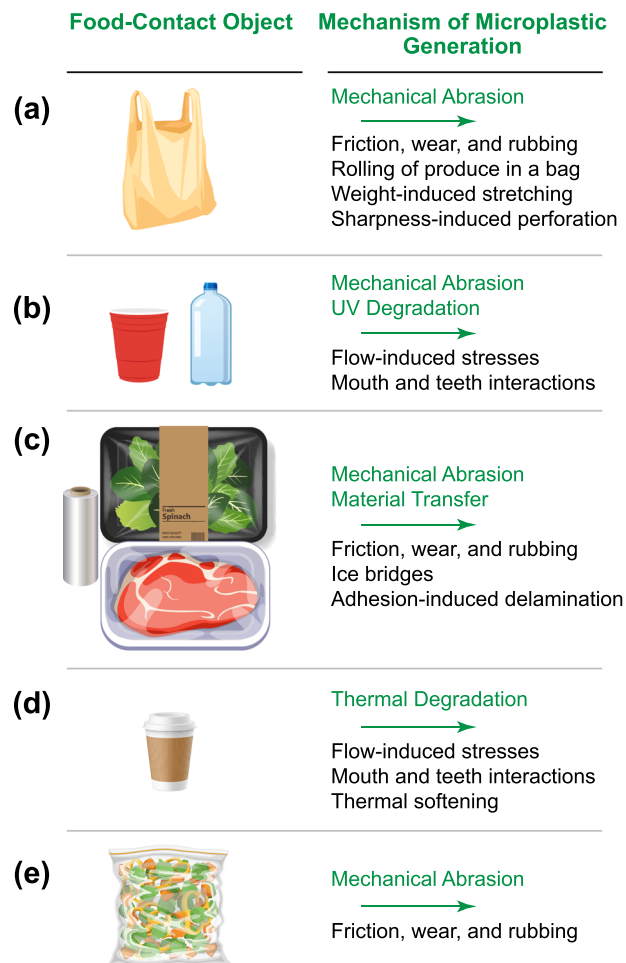 Food-Contact Object
Mechanism of Microplastic
Generation
(a)
Mechanical Abrasion
Friction, wear, and rubbing
Rolling of produce in a bag
Weight-induced stretching
Sharpness-induced perforation
(b)
Mechanical Abrasion
UV Degradation
Flow-induced stresses
Mouth and teeth interactions
(c)
Fresh
Spinach
Mechanical Abrasion
Material Transfer
Friction, wear, and rubbing
Ice bridges
Adhesion-induced delamination
(d)
Thermal Degradation
Flow-induced stresses
Mouth and teeth interactions
Thermal softening
(e)
Mechanical Abrasion
Friction, wear, and rubbing